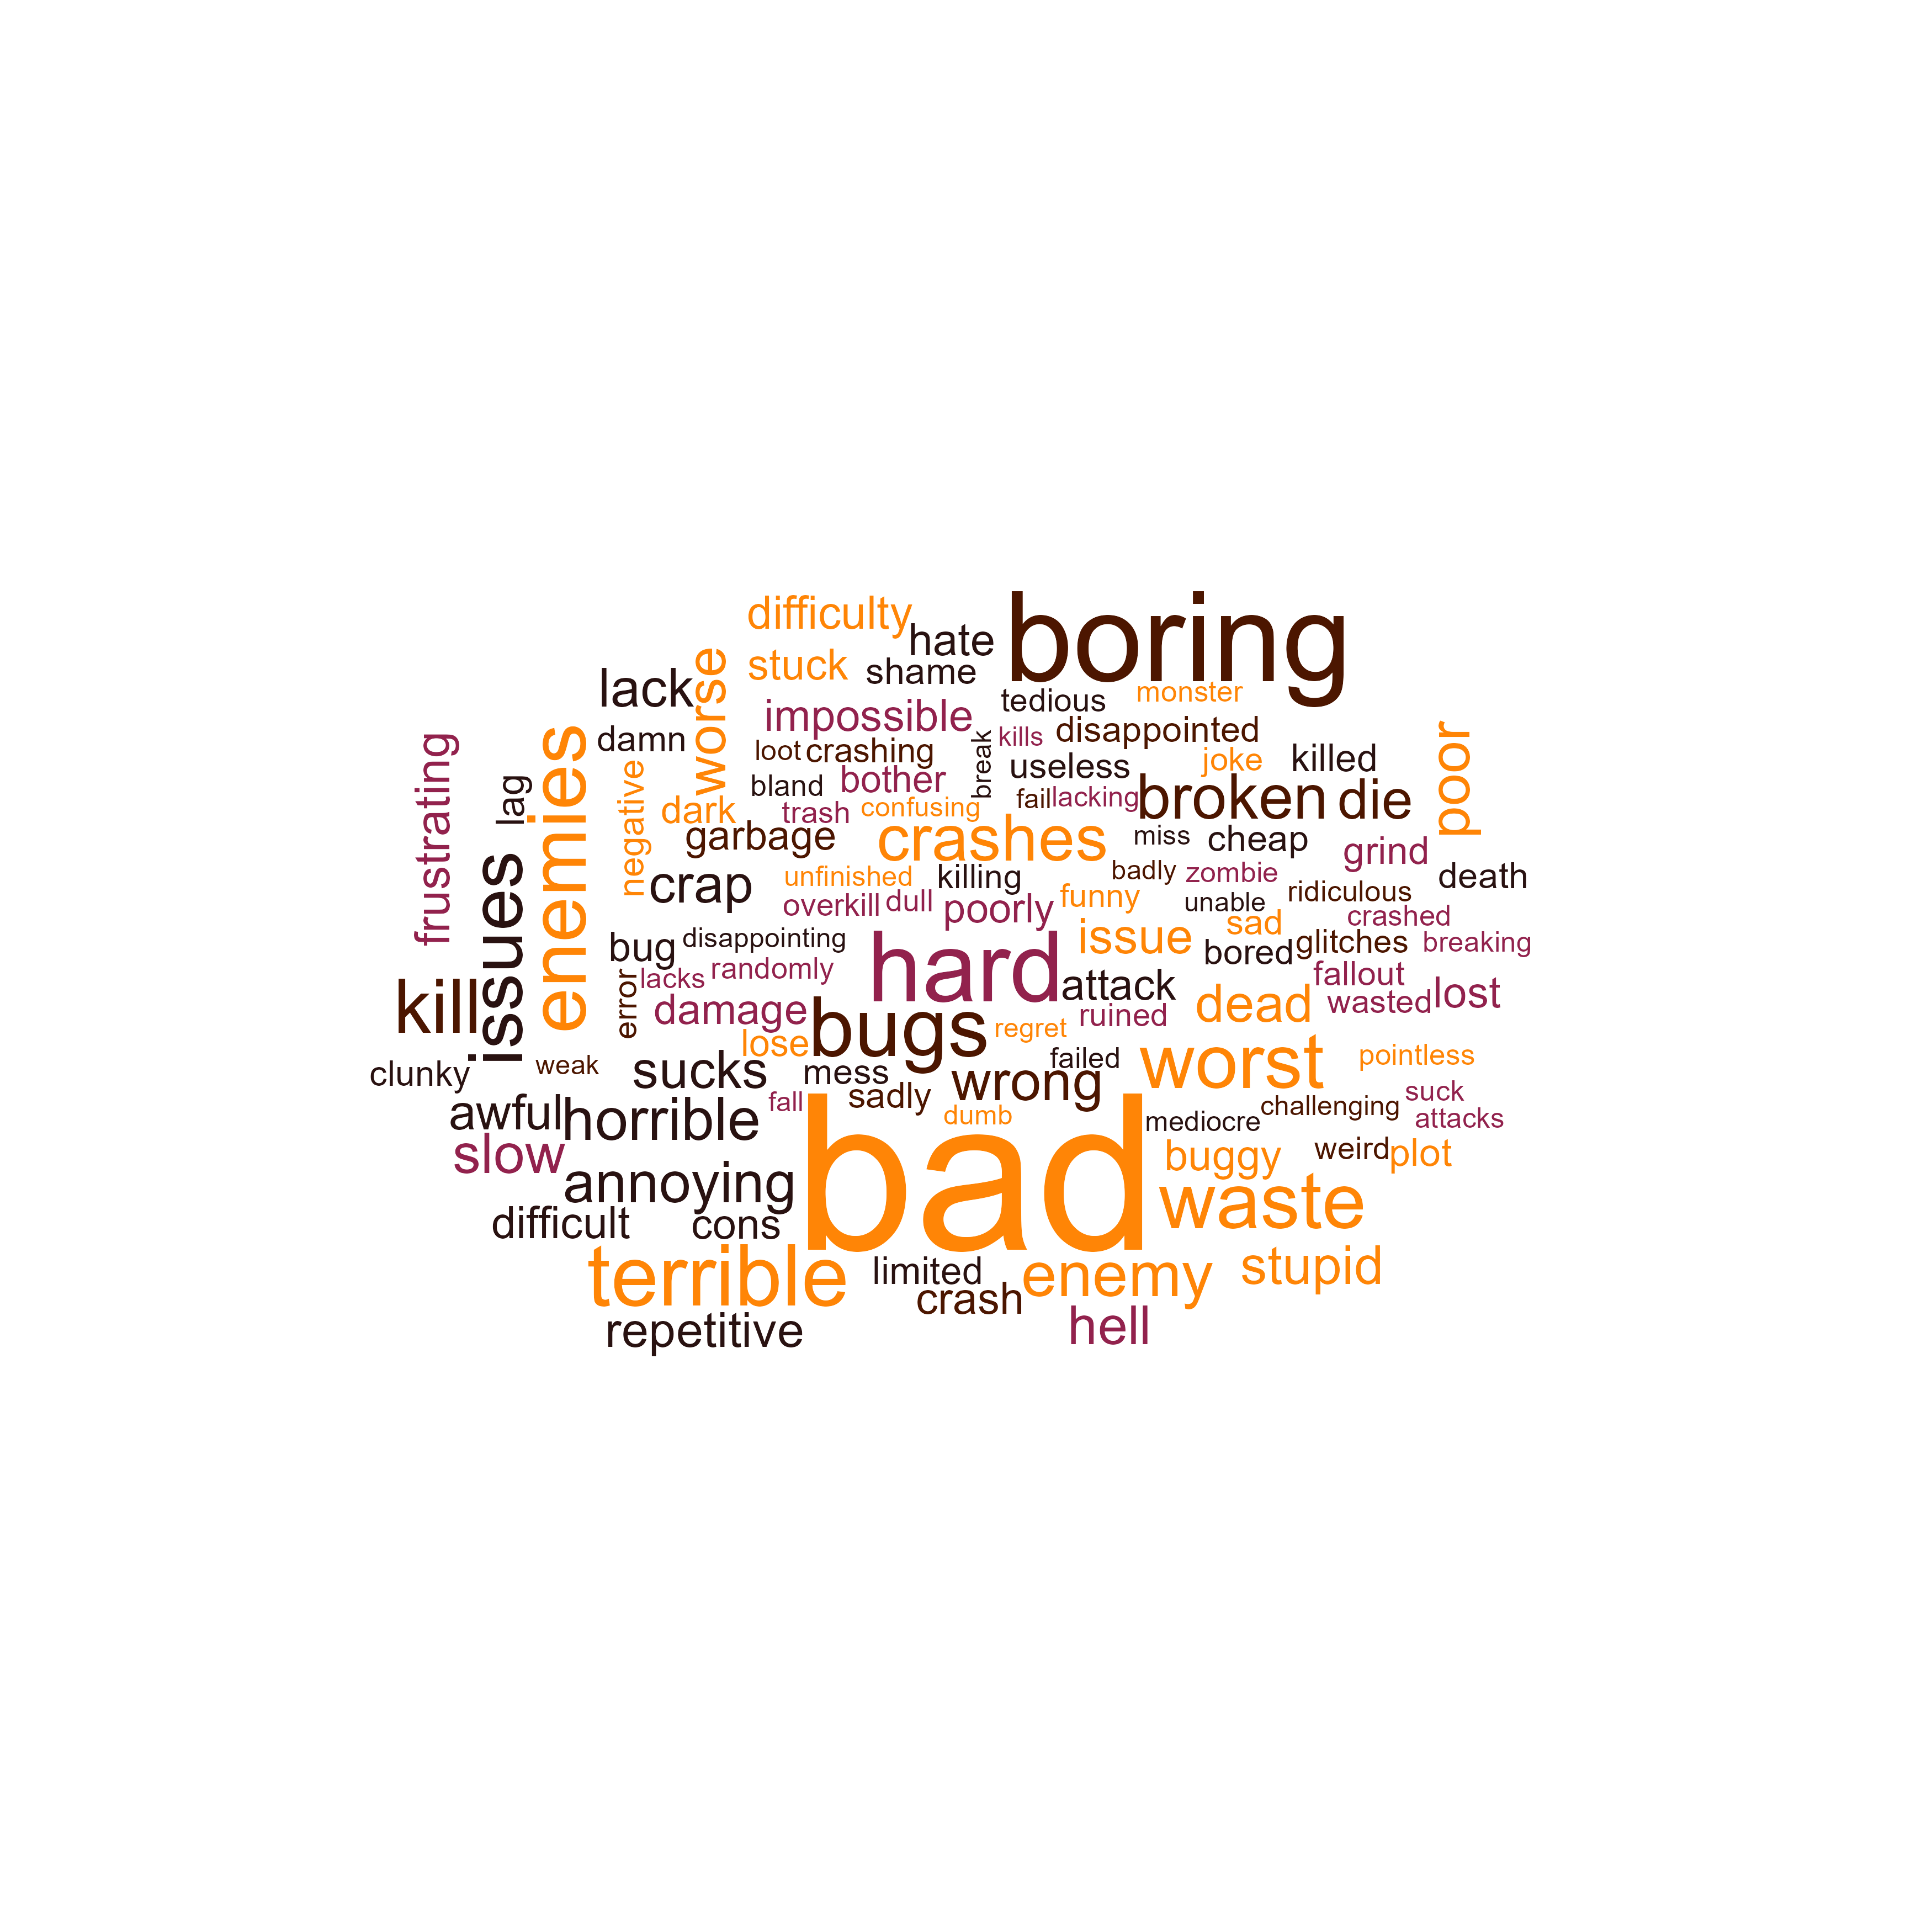 boring
difficulty
hate
stuck
shame
lack
worse
tedious
monster
impossible
disappointed
damn
loot
crashing
break
kills
useless
joke
killed
poor
frustrating
lag
enemies
negative
bland
bother
dark
trash
confusing
fail
lacking
broken
die
garbage
crashes
miss
cheap
grind
issues
crap
unfinished
killing
badly
zombie
death
overkill
dull
poorly
funny
unable
ridiculous
sad
crashed
bug
disappointing
hard
issue
bored
glitches
breaking
kill
error
lacks
randomly
attack
fallout
damage
bugs
regret
ruined
dead
wasted
lost
clunky
weak
lose
sucks
mess
wrong
failed
worst
pointless
awful
horrible
fall
sadly
dumb
bad
mediocre
challenging
suck
attacks
slow
annoying
buggy
weird
plot
difficult
cons
waste
terrible
limited
enemy
stupid
crash
repetitive
hell